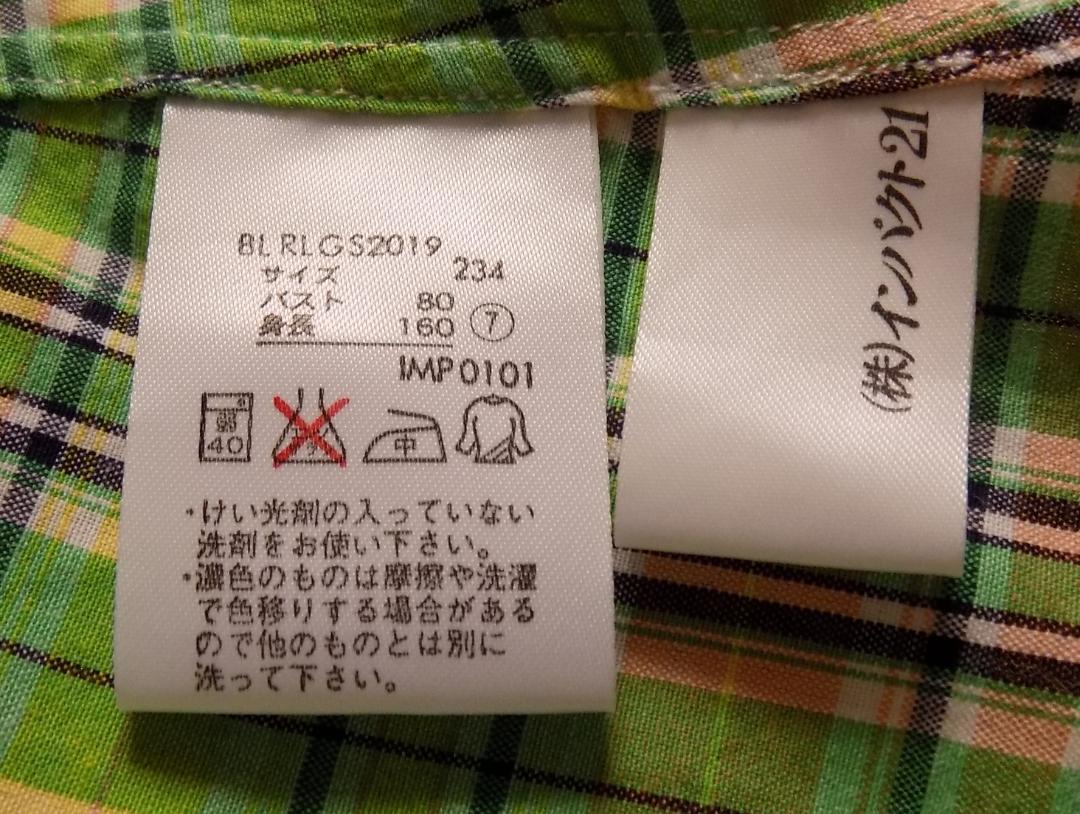 BLRLGS2019
サイズ 234
バスト 80
身長 160 ⑦
IMP0101
弱 40
エンソ
中
・けい光剤の入っていない
洗剤をお使い下さい。
・濃色のものは摩擦や洗濯
で色移りする場合がある
ので他のものとは別に
洗って下さい。
(株)インパクト21